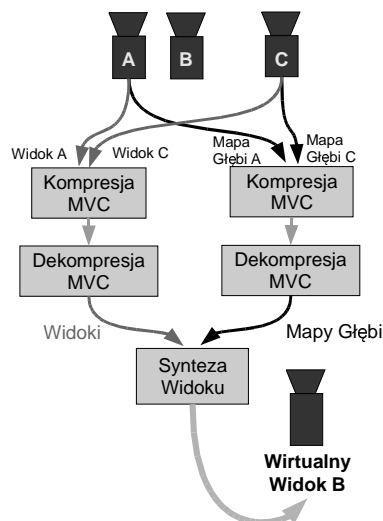 A
B
C
Widok A
Widok C
Mapa
Głębi A
Mapa
Głębi C
Kompresja
MVC
Kompresja
MVC
Dekompresja
MVC
Dekompresja
MVC
Widoki
Mapy Głębi
Synteza
Widoku
Wirtualny
Widok B